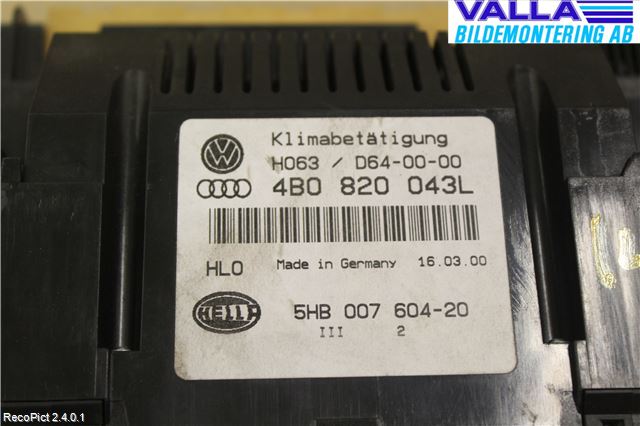 VALLA
BILDEMONTERING AB
Klimabetätigung
H063 / D64-00-00
4B0 820 043L
HLO Made in Germany 16.03.00
HELLA
5HB 007 604-20
III 2
RecoPict 2.4.0.1